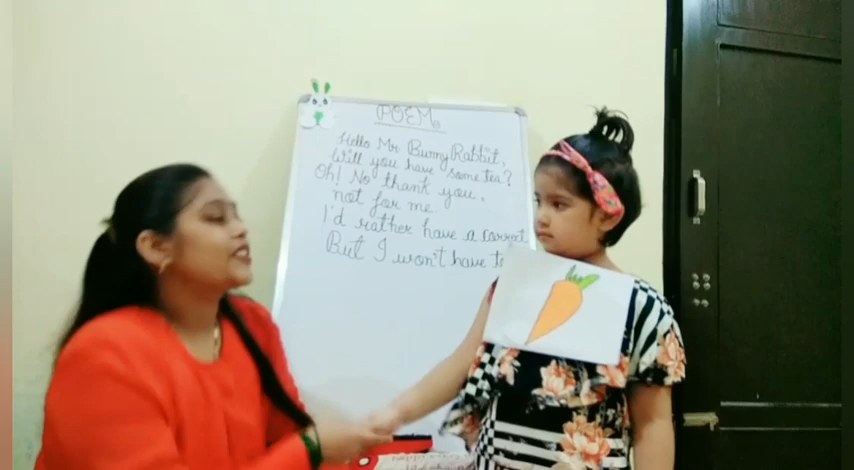 POEM
Hello Mr Bunny Rabbit,
Will you have some tea?
Oh! No thank you,
not for me.
I'd rather have a carrot
But I won't have